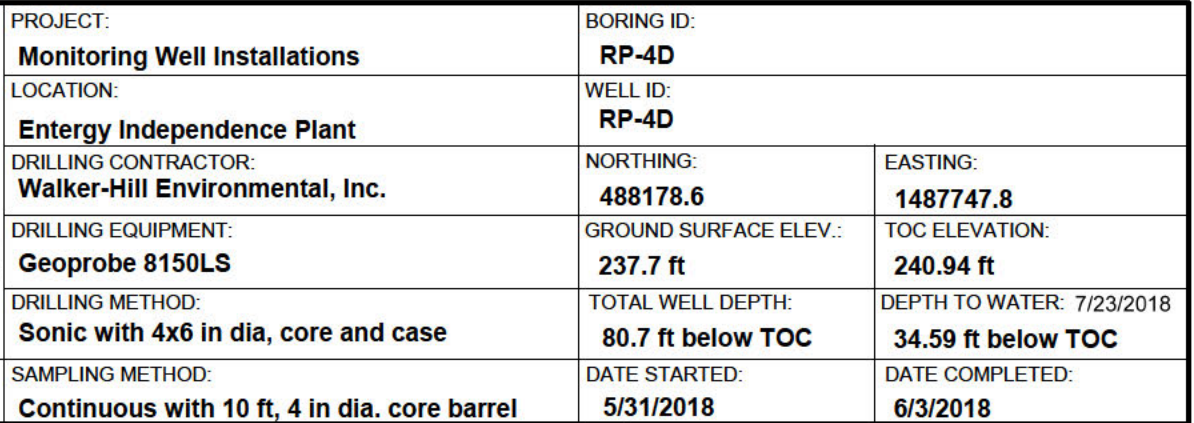 PROJECT:
Monitoring Well Installations
BORING ID:
RP-4D
LOCATION:
Entergy Independence Plant
WELL ID:
RP-4D
DRILLING CONTRACTOR:
Walker-Hill Environmental, Inc.
NORTHING:
488178.6
EASTING:
1487747.8
DRILLING EQUIPMENT:
Geoprobe 8150LS
GROUND SURFACE ELEV.:
237.7 ft
TOC ELEVATION:
240.94 ft
DRILLING METHOD:
Sonic with 4x6 in dia, core and case
TOTAL WELL DEPTH:
80.7 ft below TOC
DEPTH TO WATER: 7/23/2018
34.59 ft below TOC
SAMPLING METHOD:
Continuous with 10 ft, 4 in dia. core barrel
DATE STARTED:
5/31/2018
DATE COMPLETED:
6/3/2018